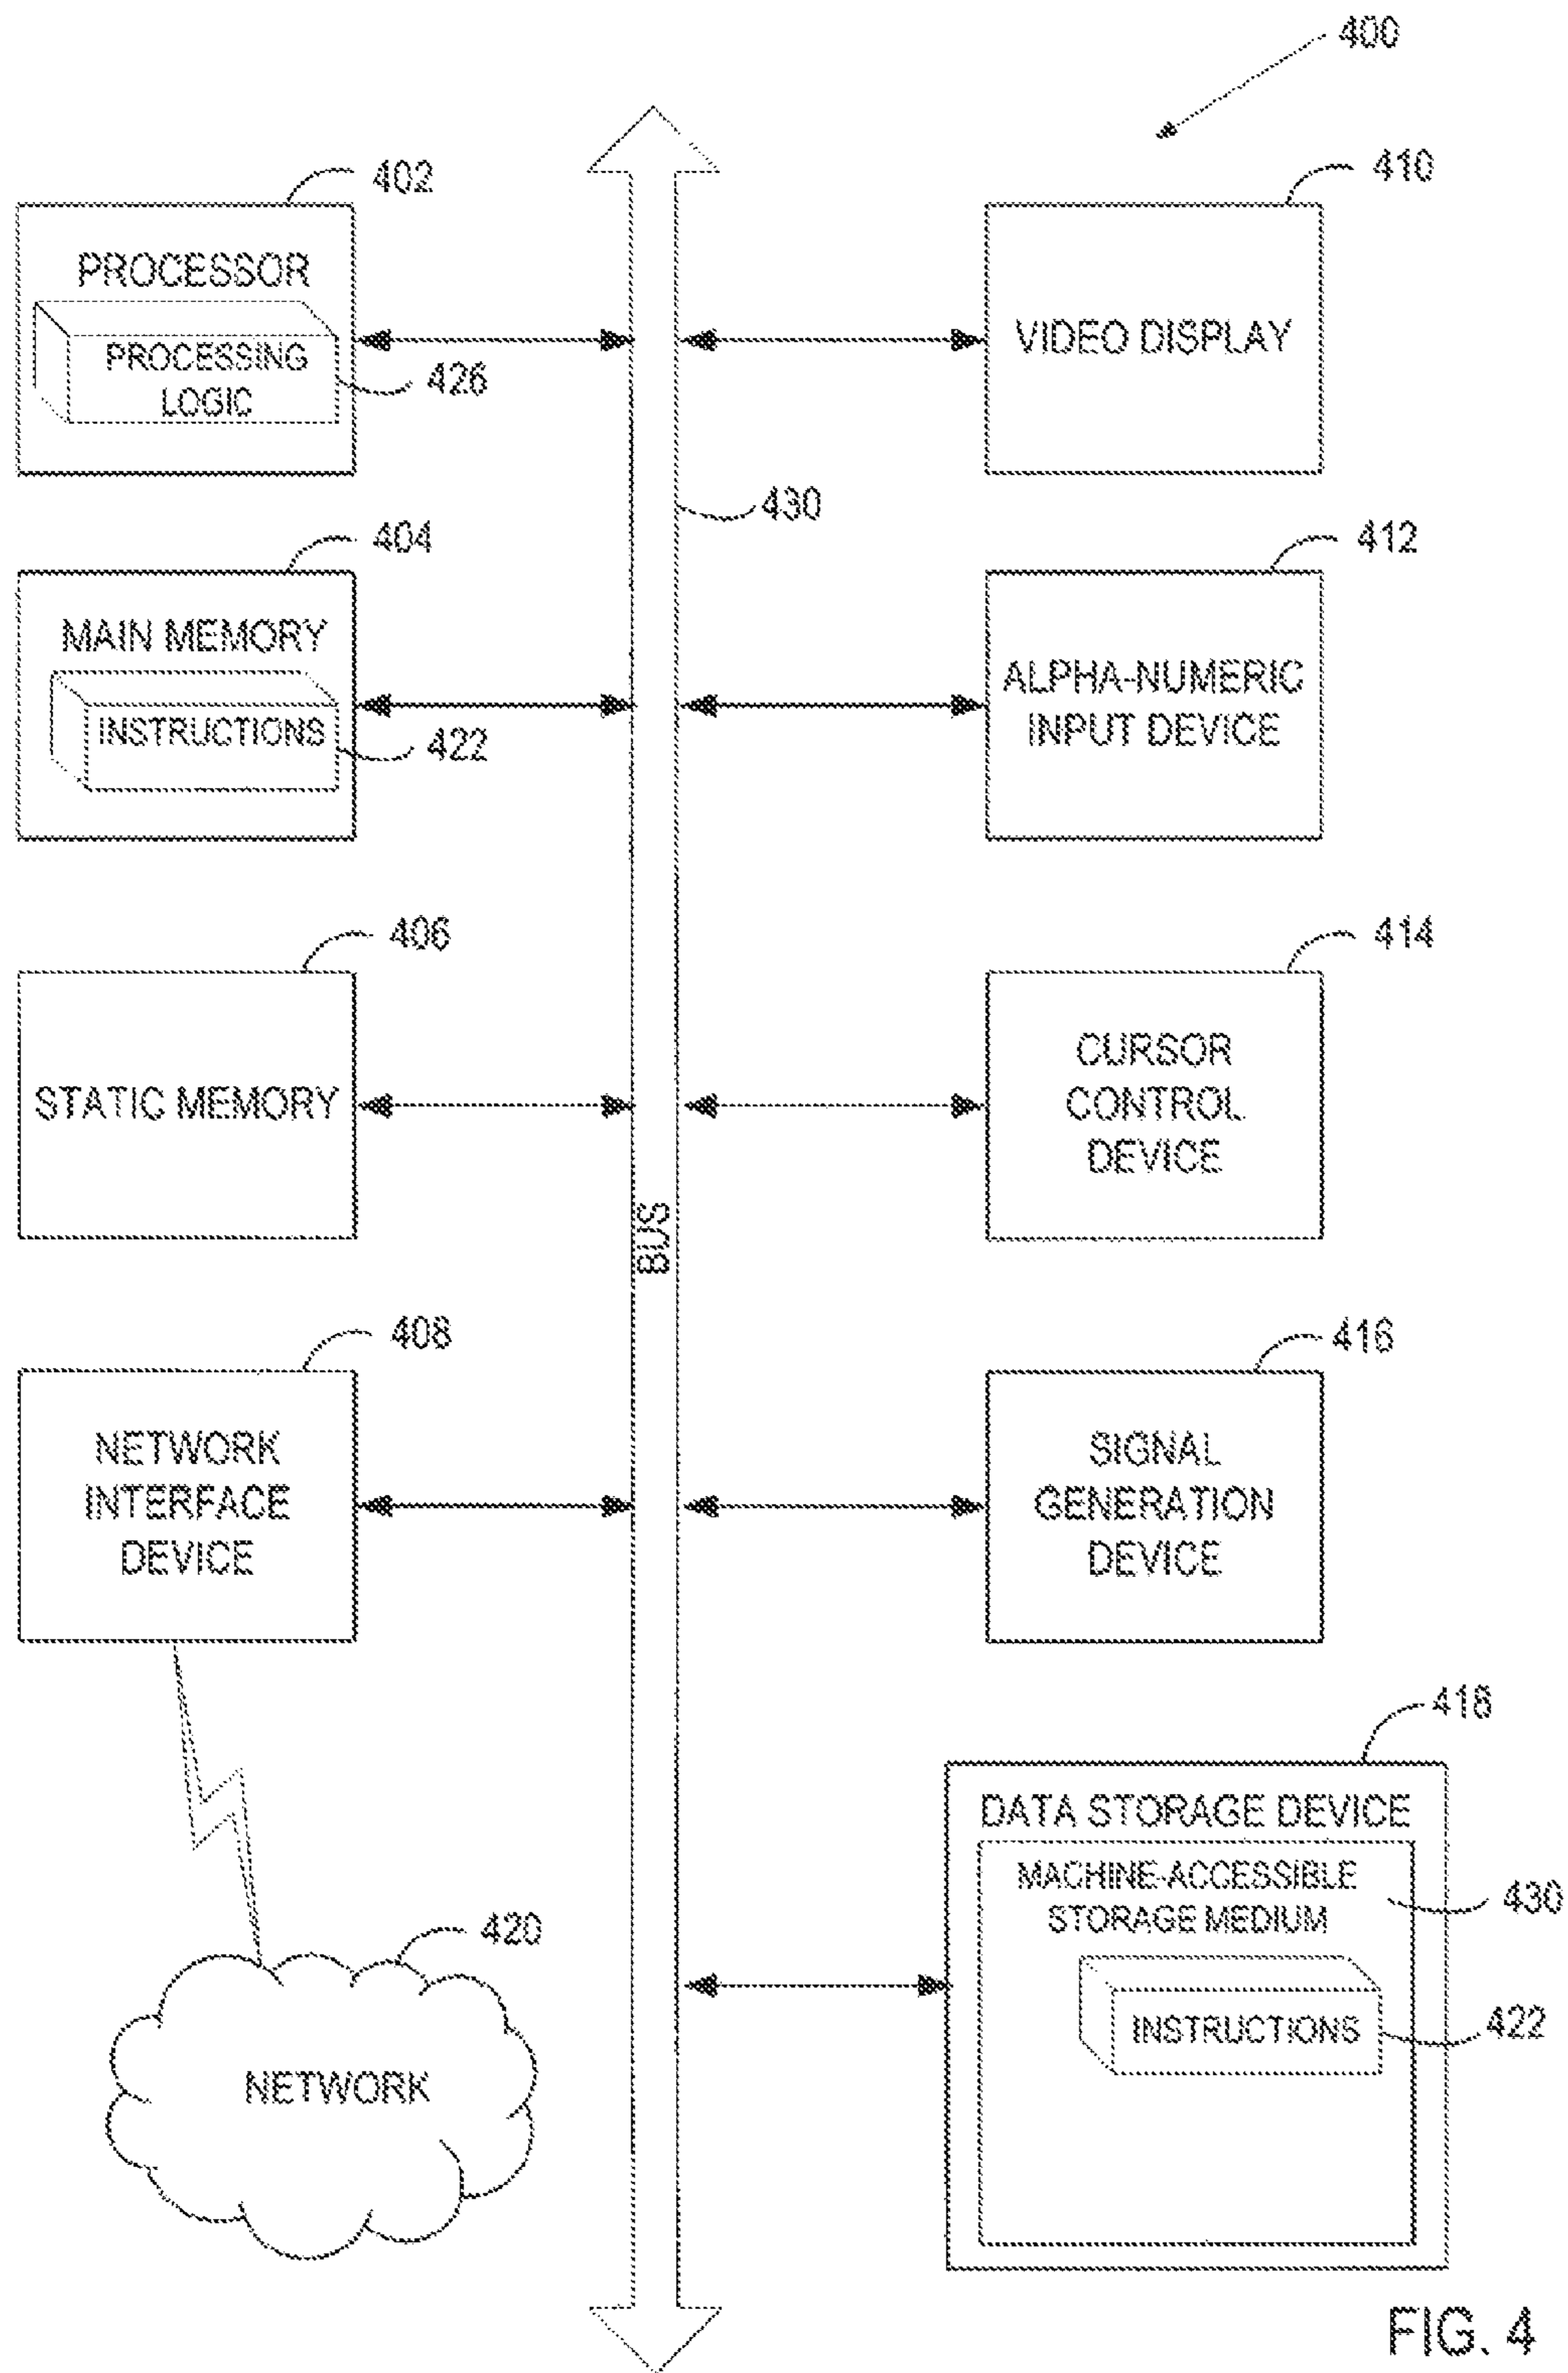 400
402
PROCESSOR
PROCESSING
LOGIC
426
410
VIDEO DISPLAY
430
404
MAIN MEMORY
INSTRUCTIONS
422
412
ALPHA-NUMERIC
INPUT DEVICE
406
STATIC MEMORY
414
CURSOR
CONTROL
DEVICE
BUS
408
NETWORK
INTERFACE
DEVICE
416
SIGNAL
GENERATION
DEVICE
418
DATA STORAGE DEVICE
MACHINE-ACCESSIBLE
STORAGE MEDIUM
430
INSTRUCTIONS
422
420
NETWORK
FIG. 4